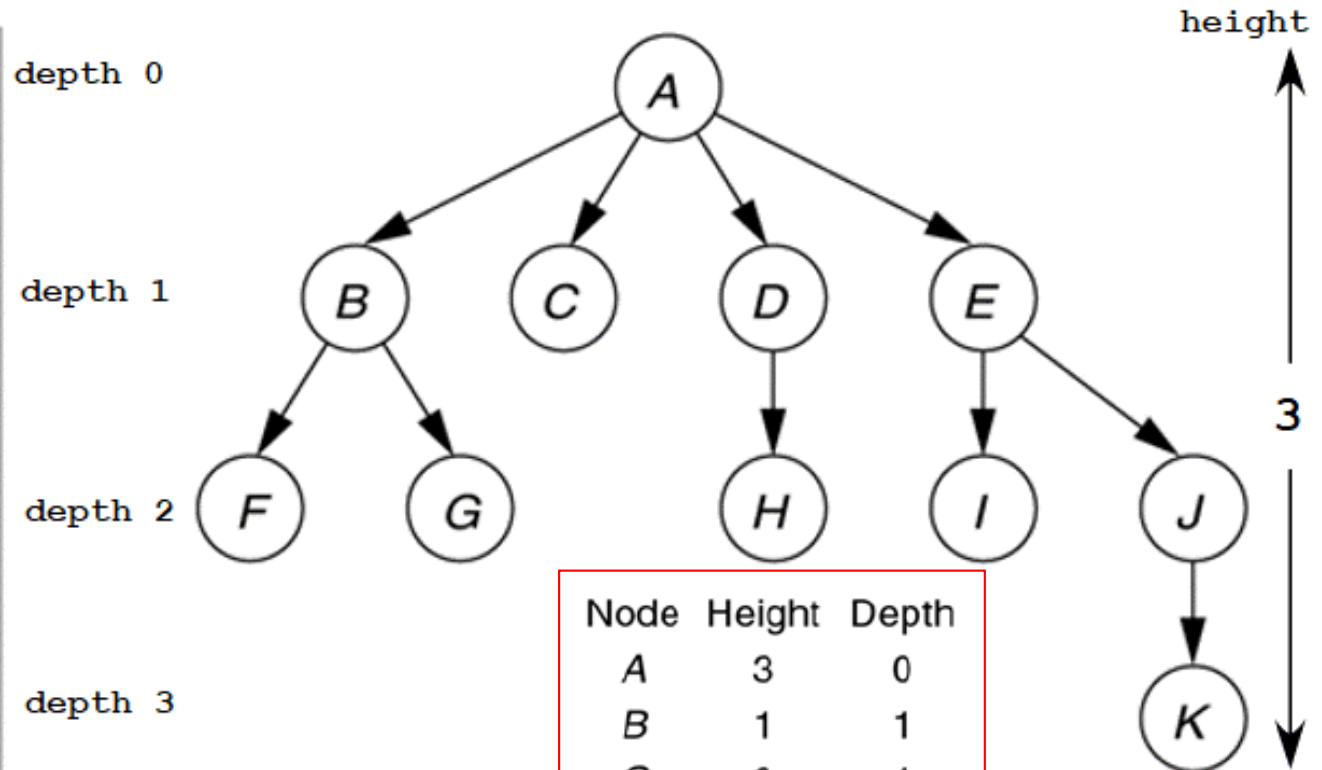 height
depth 0
A
depth 1
B C D E
3
depth 2
F G H I J
Node Height Depth
A 3 0
depth 3
B 1 1
K